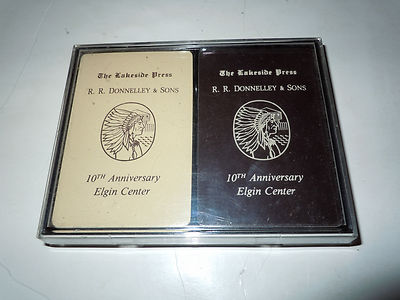 The Lakeside Press
R. R. DONNELLEY & SONS
10TH Anniversary
Elgin Center
The Lakeside Press
R. R. DONNELLEY & SONS
10TH Anniversary
Elgin Center